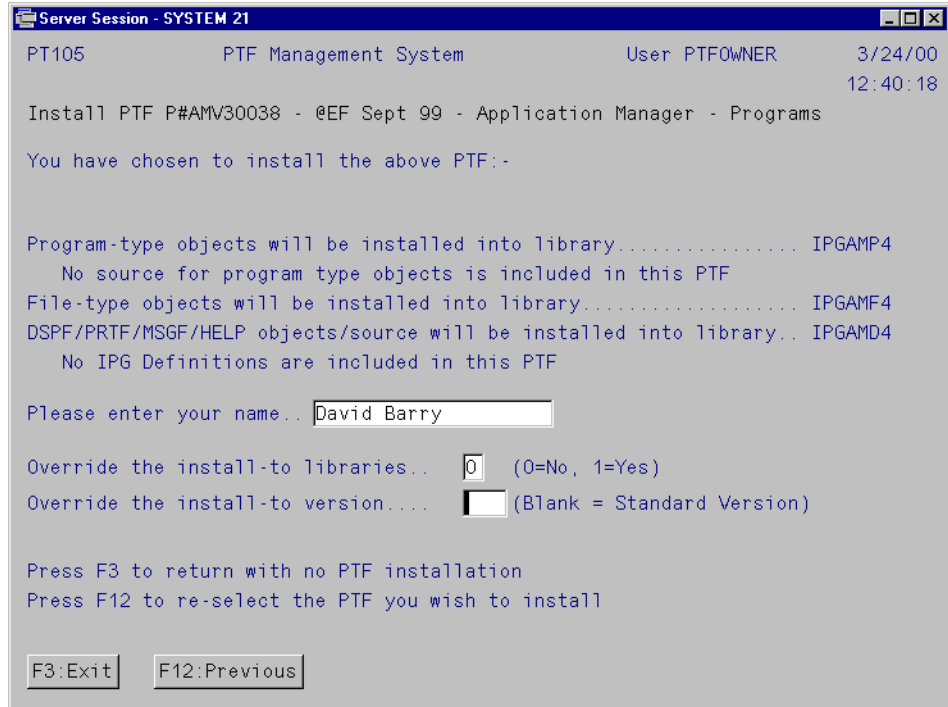 Server Session - SYSTEM 21
PT105 PTF Management System User PTFOWNER 3/24/00
12:40:18
Install PTF P#AMV30038 - @EF Sept 99 - Application Manager - Programs
You have chosen to install the above PTF:-
Program-type objects will be installed into library................ IPGAMP4
No source for program type objects is included in this PTF
File-type objects will be installed into library................... IPGAMF4
DSPF/PRTF/MSGF/HELP objects/source will be installed into library.. IPGAMD4
No IPG Definitions are included in this PTF
Please enter your name.. David Barry
Override the install-to libraries.. 0 (0=No, 1=Yes)
Override the install-to version.... (Blank = Standard Version)
Press F3 to return with no PTF installation
Press F12 to re-select the PTF you wish to install
F3:Exit F12:Previous